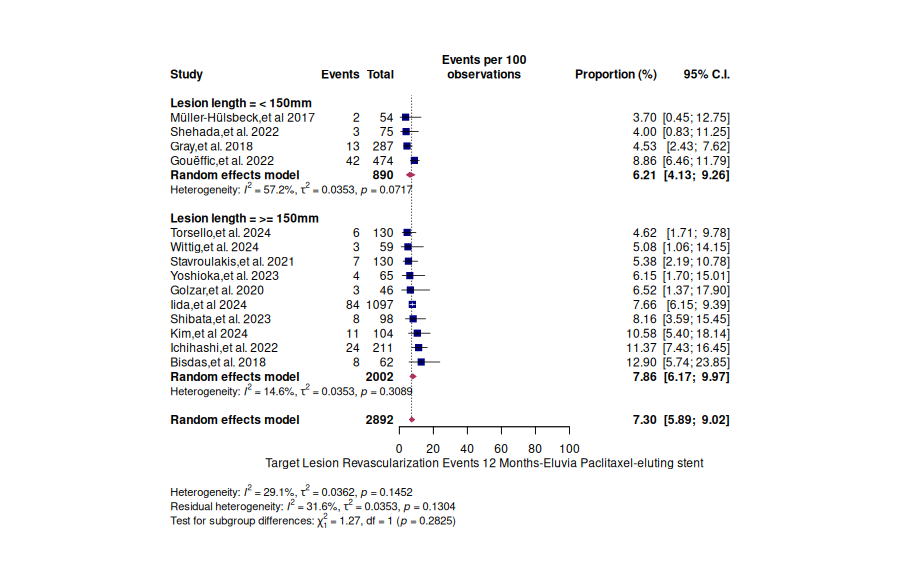 Events per 100
Study Events Total observations Proportion (%) 95% C.I.
Lesion length = < 150mm
Müller-Hülsbeck,et al 2017 2 54 3.70 [0.45; 12.75]
Shehada,et al. 2022 3 75 4.00 [0.83; 11.25]
Gray,et al. 2018 13 287 4.53 [2.43; 7.62]
Gouëffic,et al. 2022 42 474 8.86 [6.46; 11.79]
Random effects model 890 6.21 [4.13; 9.26]
Heterogeneity: I² = 57.2%, τ² = 0.0353, p = 0.0717
Lesion length = >= 150mm
Torsello,et al. 2024 6 130 4.62 [1.71; 9.78]
Wittig,et al. 2024 3 59 5.08 [1.06; 14.15]
Stavroulakis,et al. 2021 7 130 5.38 [2.19; 10.78]
Yoshioka,et al. 2023 4 65 6.15 [1.70; 15.01]
Golzar,et al. 2020 3 46 6.52 [1.37; 17.90]
Iida,et al 2024 84 1097 7.66 [6.15; 9.39]
Shibata,et al. 2023 8 98 8.16 [3.59; 15.45]
Kim,et al 2024 11 104 10.58 [5.40; 18.14]
Ichihashi,et al. 2022 24 211 11.37 [7.43; 16.45]
Bisdas,et al. 2018 8 62 12.90 [5.74; 23.85]
Random effects model 2002 7.86 [6.17; 9.97]
Heterogeneity: I² = 14.6%, τ² = 0.0353, p = 0.3089
Random effects model 2892 7.30 [5.89; 9.02]
0 20 40 60 80 100
Target Lesion Revascularization Events 12 Months-Eluvia Paclitaxel-eluting stent
Heterogeneity: I² = 29.1%, τ² = 0.0362, p = 0.1452
Residual heterogeneity: I² = 31.6%, τ² = 0.0353, p = 0.1304
Test for subgroup differences: χ²₁ = 1.27, df = 1 (p = 0.2825)